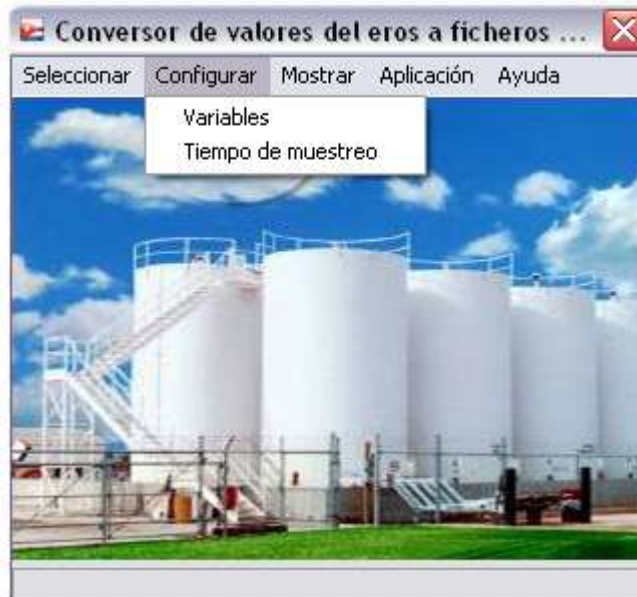 Conversor de valores del eros a ficheros ...
Seleccionar Configurar Mostrar Aplicación Ayuda
Variables
Tiempo de muestreo